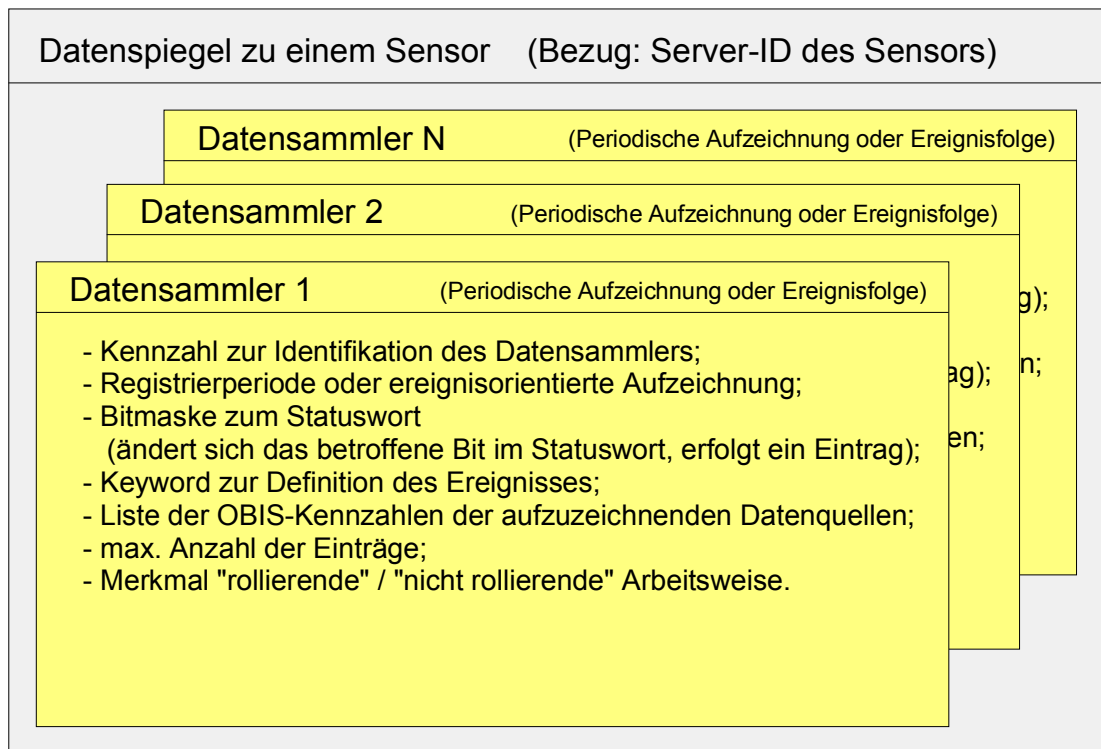 Datenspiegel zu einem Sensor (Bezug: Server-ID des Sensors)
Datensammler N (Periodische Aufzeichnung oder Ereignisfolge)
Datensammler 2 (Periodische Aufzeichnung oder Ereignisfolge)
Datensammler 1 (Periodische Aufzeichnung oder Ereignisfolge)
- Kennzahl zur Identifikation des Datensammlers;
- Registrierperiode oder ereignisorientierte Aufzeichnung;
- Bitmaske zum Statuswort
(ändert sich das betroffene Bit im Statuswort, erfolgt ein Eintrag);
- Keyword zur Definition des Ereignisses;
- Liste der OBIS-Kennzahlen der aufzuzeichnenden Datenquellen;
- max. Anzahl der Einträge;
- Merkmal "rollierende" / "nicht rollierende" Arbeitsweise.
ag);
en;
g);
n;